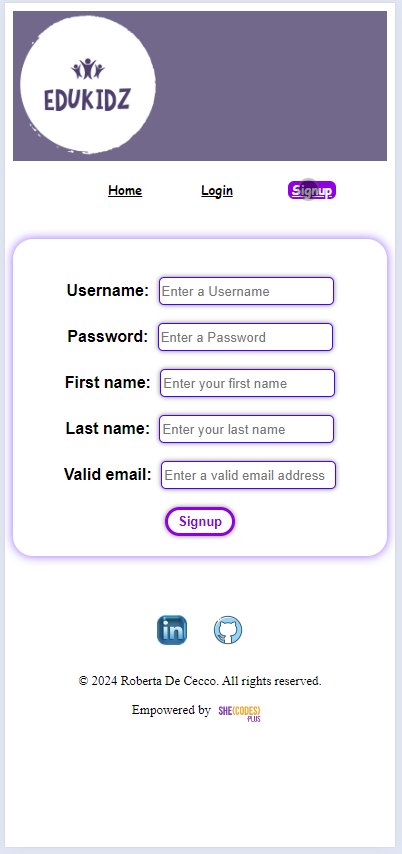 EDUKIDZ
Home Login Signup
Username: Enter a Username
Password: Enter a Password
First name: Enter your first name
Last name: Enter your last name
Valid email: Enter a valid email address
Signup
in
© 2024 Roberta De Cecco. All rights reserved.
Empowered by SHE{CODES}
PLUS